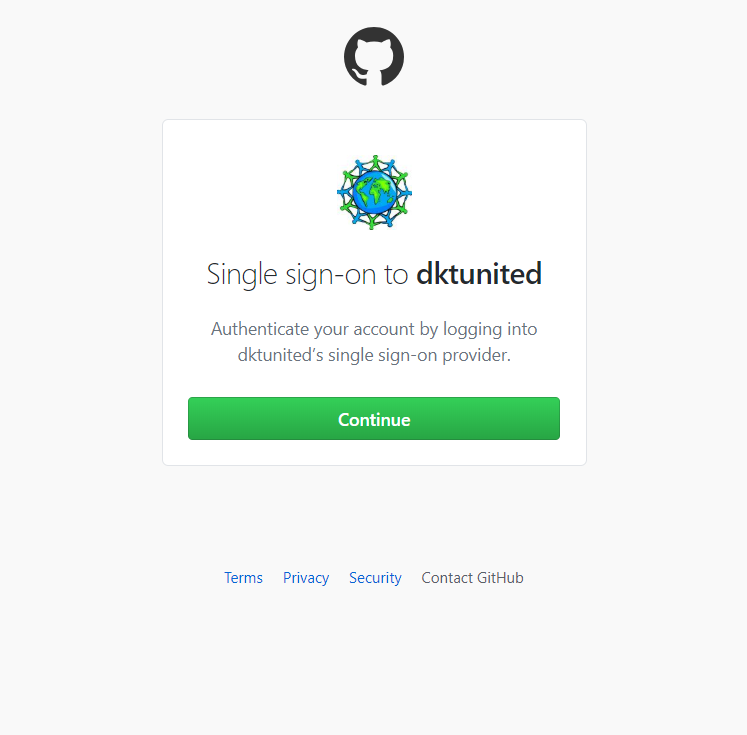 Single sign-on to dktunited
Authenticate your account by logging into
dktunited’s single sign-on provider.
Continue
Terms Privacy Security Contact GitHub